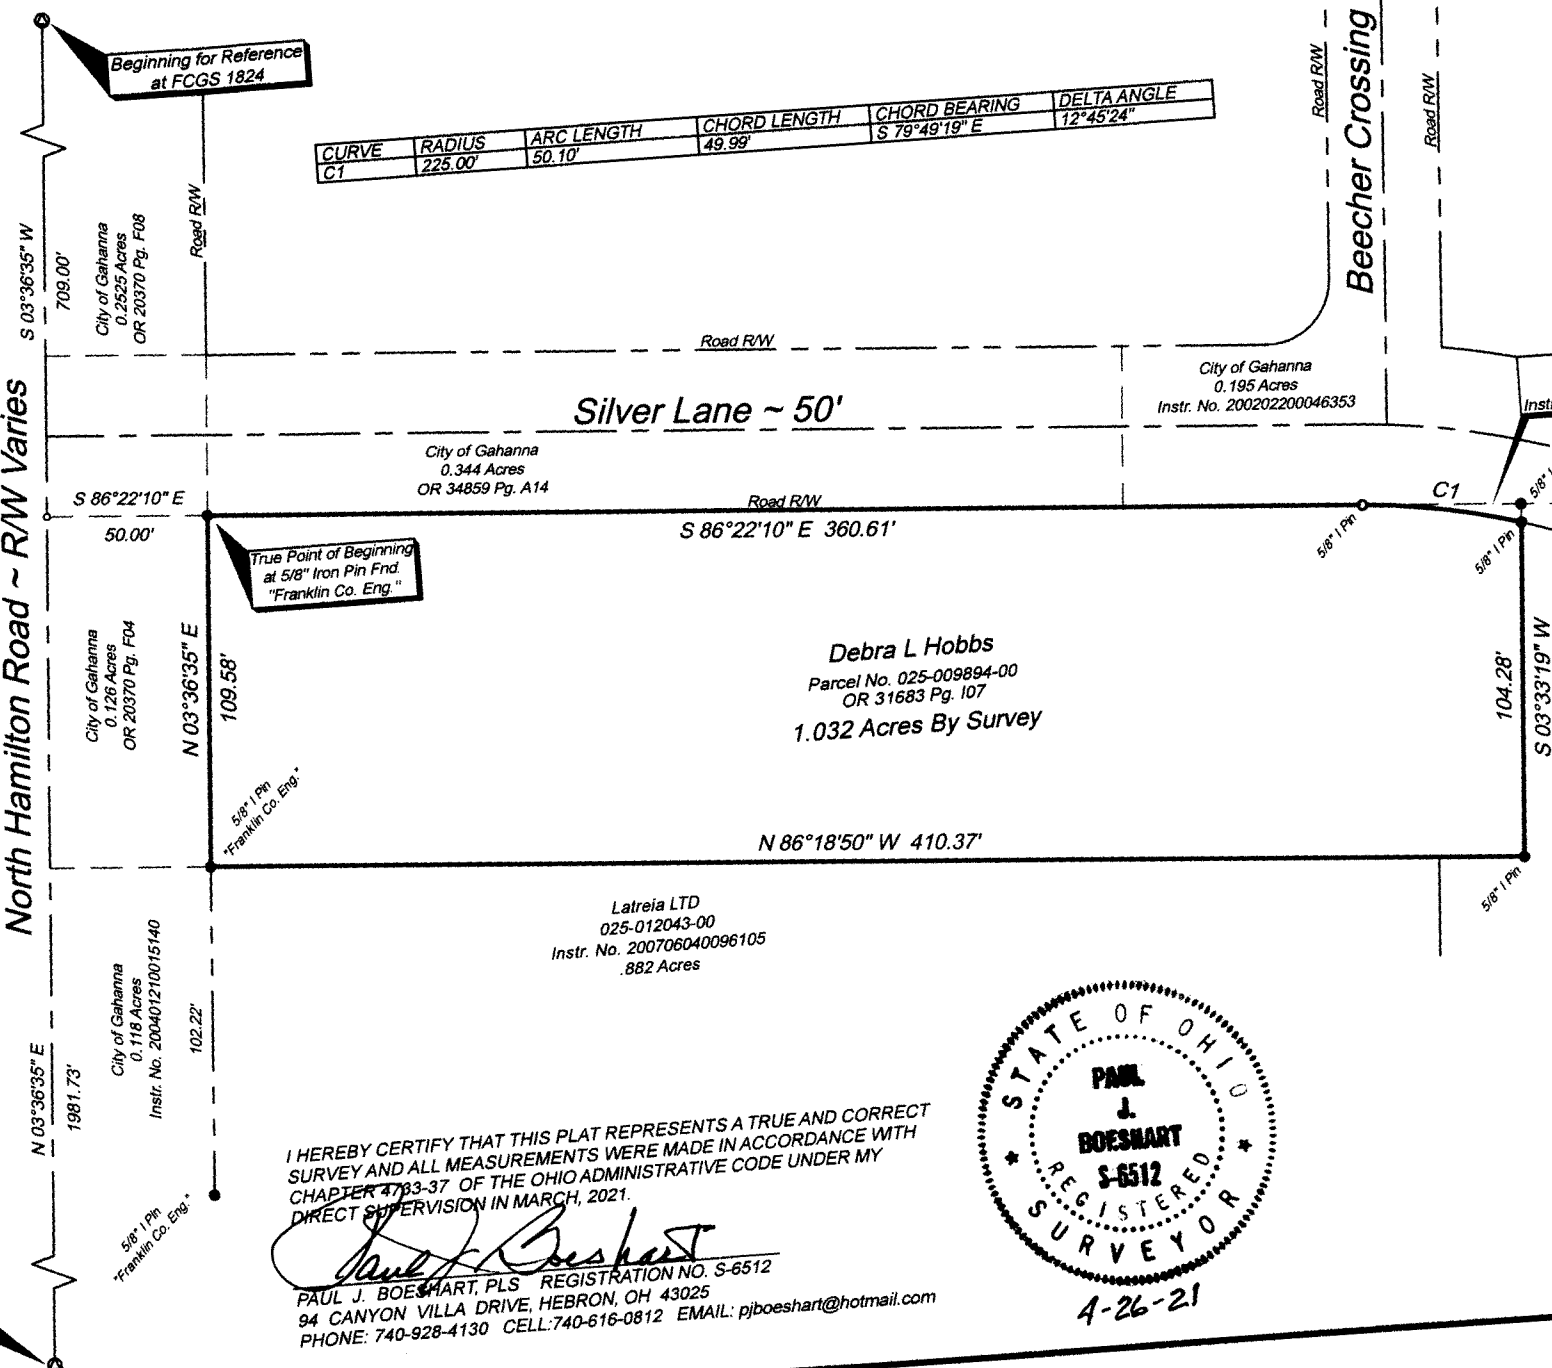 Beginning for Reference
at FCGS 1824
CURVE RADIUS ARC LENGTH CHORD LENGTH CHORD BEARING DELTA ANGLE
C1 225.00' 50.10' 49.99' S 79°49'19" E 12°45'24"
Road R/W
Beecher Crossing
Road R/W
Road R/W
S 03°36'35" W
709.00'
City of Gahanna
0.2525 Acres
OR 20370 Pg. F08
Road R/W
City of Gahanna
0.195 Acres
Instr. No. 200202200046353
Silver Lane ~ 50'
City of Gahanna
0.344 Acres
OR 34859 Pg. A14
Inst
North Hamilton Road ~ R/W Varies
S 86°22'10" E
50.00'
Road R/W
S 86°22'10" E 360.61'
C1
5/8" I Pin
5/8" I Pin
5/8" I
True Point of Beginning
at 5/8" Iron Pin Fnd.
"Franklin Co. Eng."
City of Gahanna
0.126 Acres
OR 20370 Pg. F04
N 03°36'35" E
109.58'
Debra L Hobbs
Parcel No. 025-009894-00
OR 31683 Pg. I07
1.032 Acres By Survey
104.28'
S 03°33'19" W
5/8" I Pin
"Franklin Co. Eng."
N 86°18'50" W 410.37'
5/8" I Pin
Latreia LTD
025-012043-00
Instr. No. 200706040096105
.882 Acres
City of Gahanna
0.118 Acres
Instr. No. 200401210015140
102.22'
N 03°36'35" E
1981.73'
5/8" I Pin
"Franklin Co. Eng."
I HEREBY CERTIFY THAT THIS PLAT REPRESENTS A TRUE AND CORRECT
SURVEY AND ALL MEASUREMENTS WERE MADE IN ACCORDANCE WITH
CHAPTER 4733-37 OF THE OHIO ADMINISTRATIVE CODE UNDER MY
DIRECT SUPERVISION IN MARCH, 2021.
Paul J Boeshart
PAUL J. BOESHART, PLS REGISTRATION NO. S-6512
94 CANYON VILLA DRIVE, HEBRON, OH 43025
PHONE: 740-928-4130 CELL:740-616-0812 EMAIL: pjboeshart@hotmail.com
STATE OF OHIO
PAUL
J.
BOESHART
S-6512
REGISTERED
SURVEYOR
4-26-21